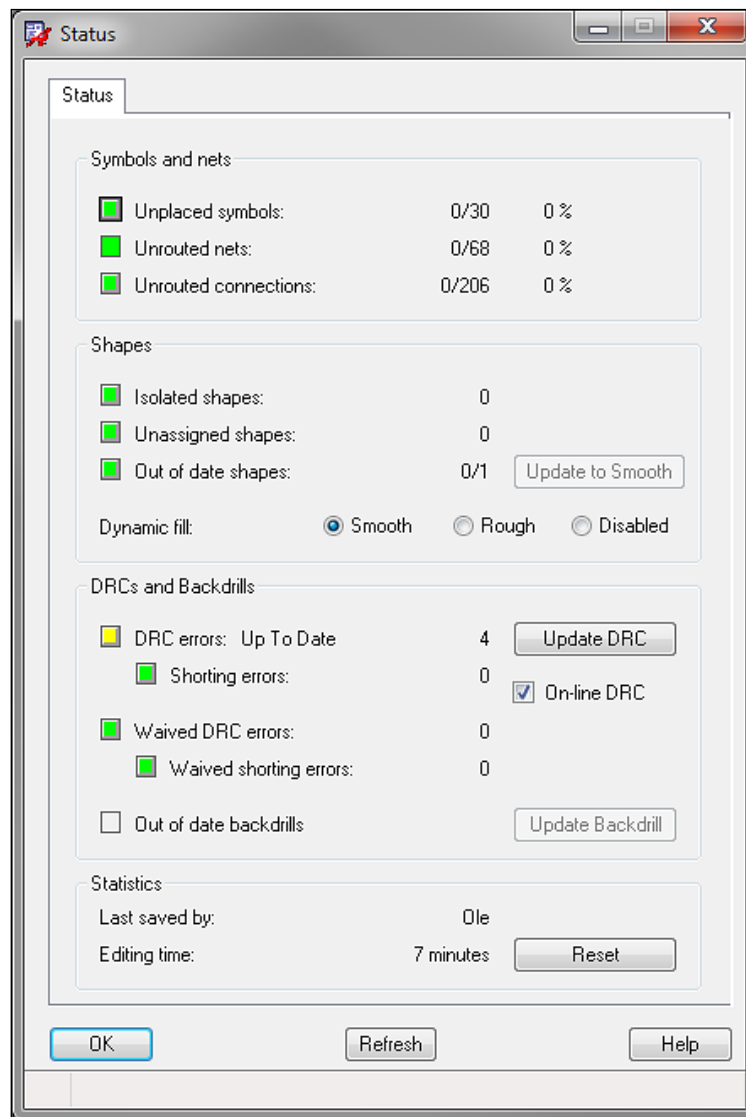 Status
Status
Symbols and nets
Unplaced symbols: 0/30 0 %
Unrouted nets: 0/68 0 %
Unrouted connections: 0/206 0 %
Shapes
Isolated shapes: 0
Unassigned shapes: 0
Out of date shapes: 0/1 Update to Smooth
Dynamic fill: Smooth Rough Disabled
DRCs and Backdrills
DRC errors: Up To Date 4 Update DRC
Shorting errors: 0
On-line DRC
Waived DRC errors: 0
Waived shorting errors: 0
Out of date backdrills Update Backdrill
Statistics
Last saved by: Ole
Editing time: 7 minutes Reset
OK Refresh Help